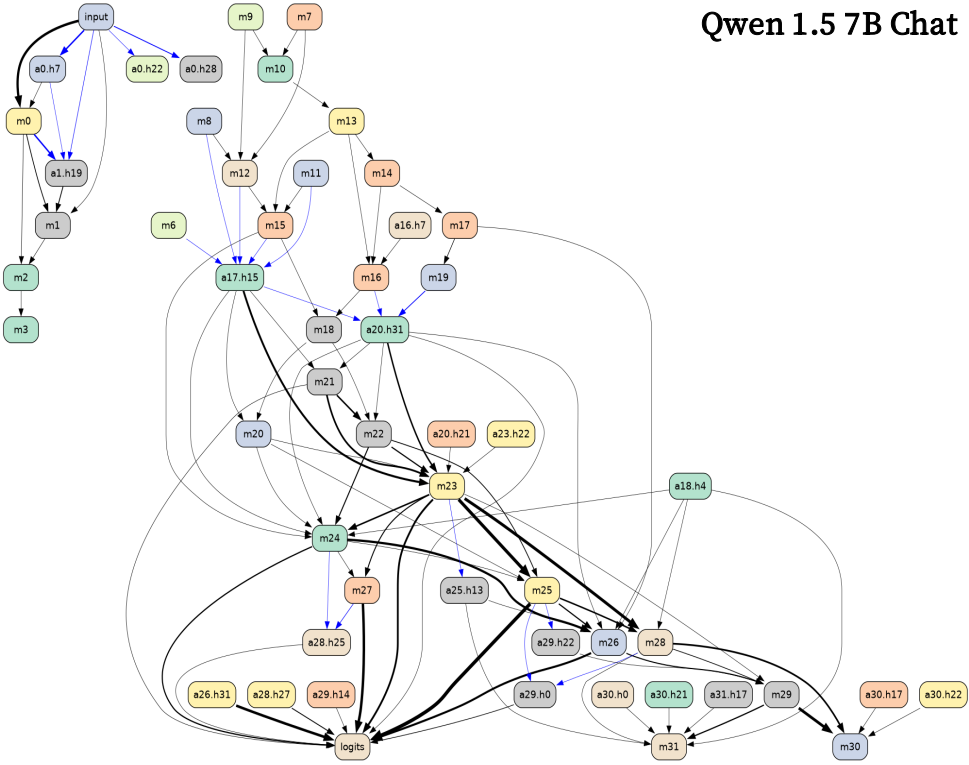 Qwen 1.5 7B Chat
input
m9
m7
a0.h7
a0.h22
a0.h28
m10
m0
m8
m13
a1.h19
m12
m11
m14
m1
m6
m15
a16.h7
m17
m2
a17.h15
m16
m19
m3
m18
a20.h31
m21
m20
m22
a20.h21
a23.h22
m23
a18.h4
m24
m27
a25.h13
m25
a28.h25
a29.h22
m26
m28
a26.h31
a28.h27
a29.h14
a29.h0
a30.h0
a30.h21
a31.h17
m29
a30.h17
a30.h22
logits
m31
m30